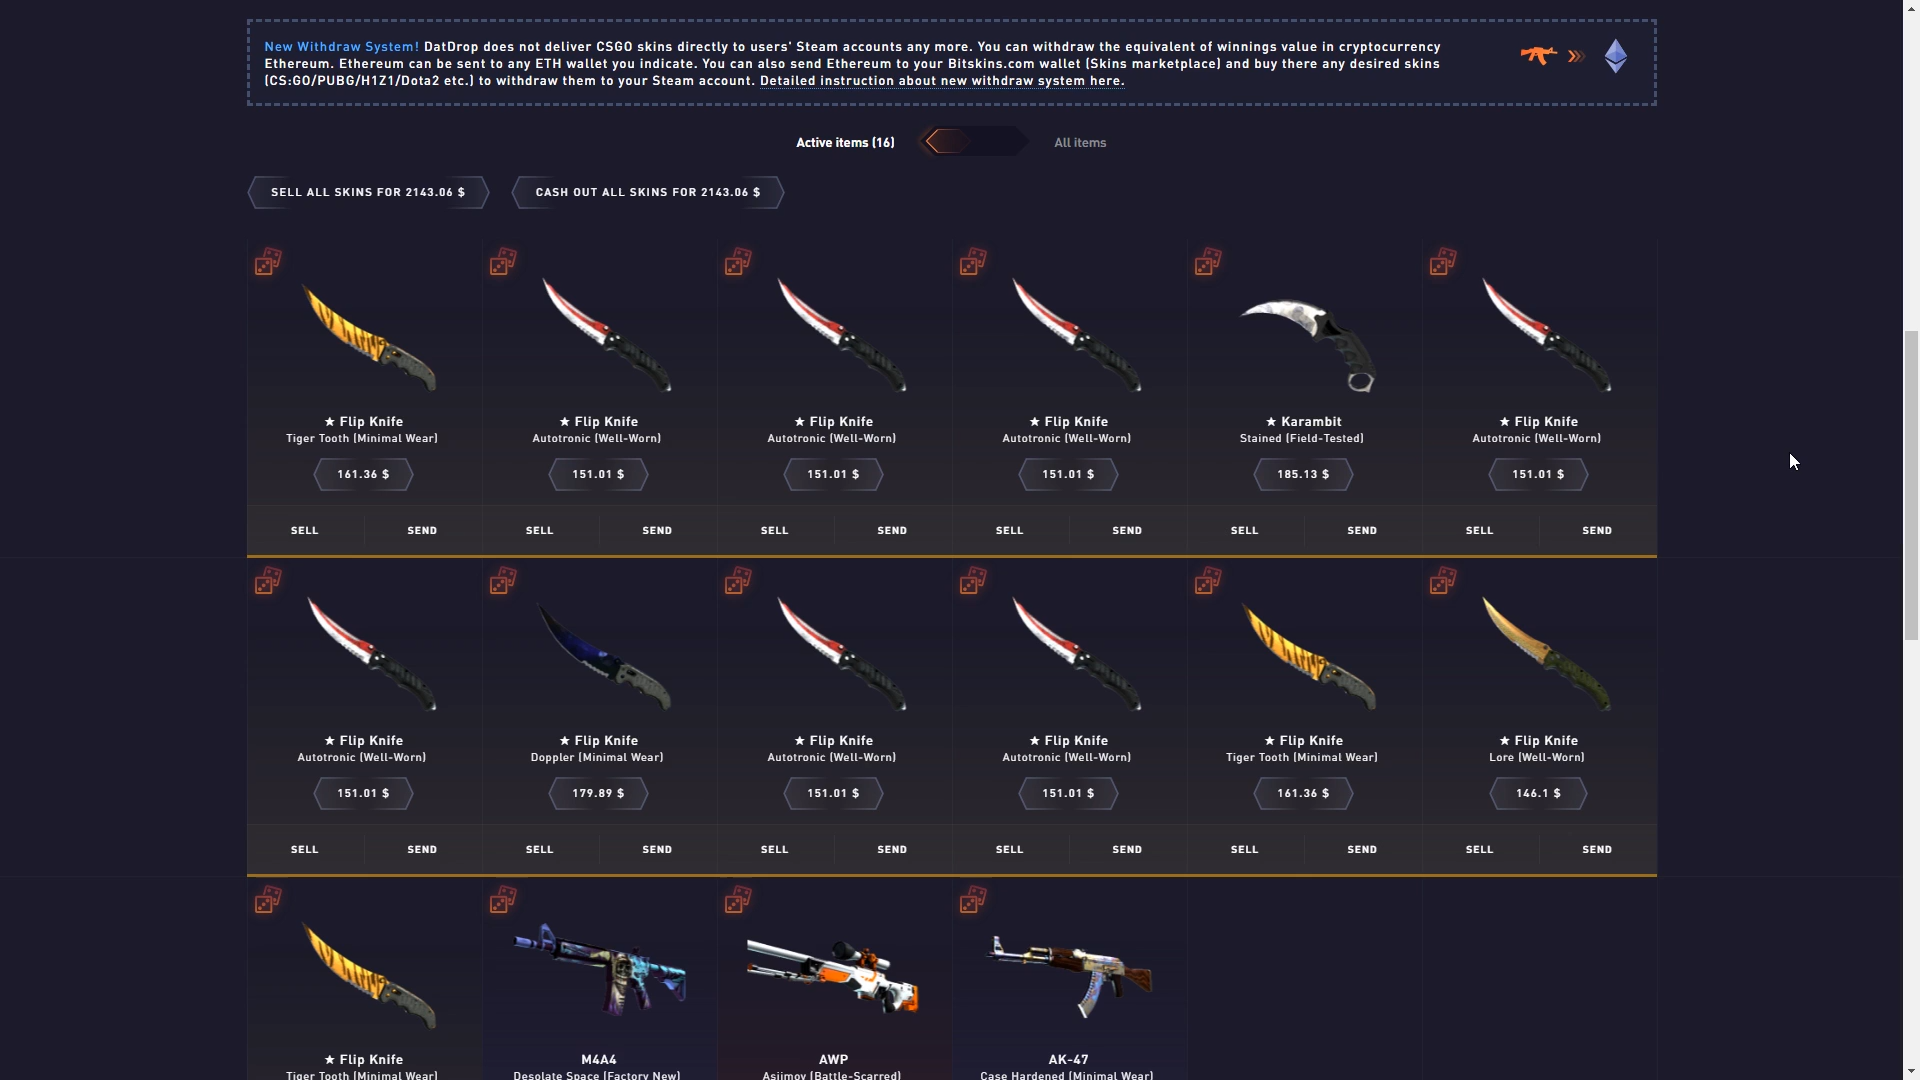 New Withdraw System! DatDrop does not deliver CSGO skins directly to users' Steam accounts any more. You can withdraw the equivalent of winnings value in cryptocurrency
Ethereum. Ethereum can be sent to any ETH wallet you indicate. You can also send Ethereum to your Bitskins.com wallet (Skins marketplace) and buy there any desired skins
(CS:GO/PUBG/H1Z1/Dota2 etc.) to withdraw them to your Steam account. Detailed instruction about new withdraw system here.
Active items (16) All items
SELL ALL SKINS FOR 2143.06 $ CASH OUT ALL SKINS FOR 2143.06 $
★ Flip Knife ★ Flip Knife ★ Flip Knife ★ Flip Knife ★ Karambit ★ Flip Knife
Tiger Tooth (Minimal Wear) Autotronic (Well-Worn) Autotronic (Well-Worn) Autotronic (Well-Worn) Stained (Field-Tested) Autotronic (Well-Worn)
161.36 $ 151.01 $ 151.01 $ 151.01 $ 185.13 $ 151.01 $
SELL SEND SELL SEND SELL SEND SELL SEND SELL SEND SELL SEND
★ Flip Knife ★ Flip Knife ★ Flip Knife ★ Flip Knife ★ Flip Knife ★ Flip Knife
Autotronic (Well-Worn) Doppler (Minimal Wear) Autotronic (Well-Worn) Autotronic (Well-Worn) Tiger Tooth (Minimal Wear) Lore (Well-Worn)
151.01 $ 179.89 $ 151.01 $ 151.01 $ 161.36 $ 146.1 $
SELL SEND SELL SEND SELL SEND SELL SEND SELL SEND SELL SEND
★ Flip Knife M4A4 AWP AK-47
Tiger Tooth (Minimal Wear) Desolate Space (Factory New) Asiimov (Battle-Scarred) Case Hardened (Minimal Wear)